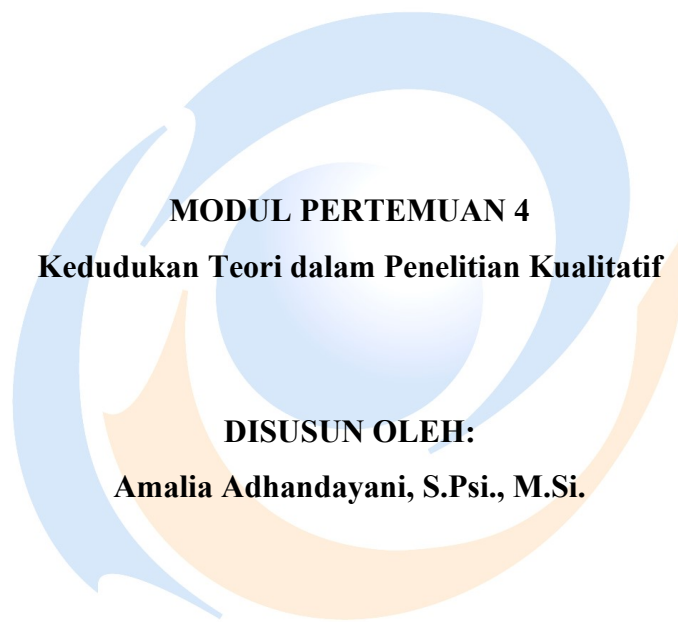 MODUL PERTEMUAN 4
Kedudukan Teori dalam Penelitian Kualitatif
DISUSUN OLEH:
Amalia Adhandayani, S.Psi., M.Si.